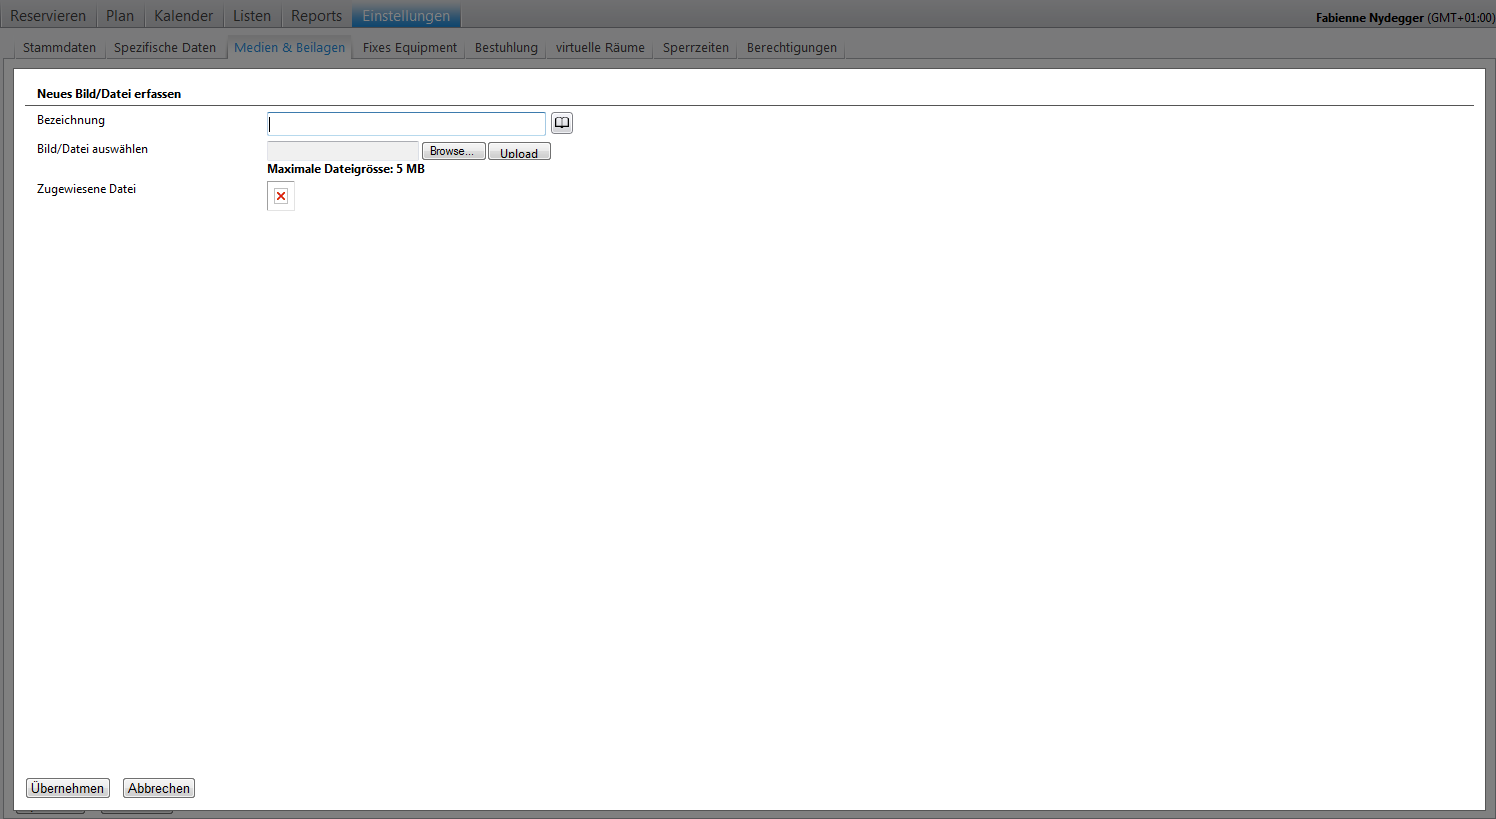 Reservieren Plan Kalender Listen Reports Einstellungen Fabienne Nydegger (GMT+01:00)
Stammdaten Spezifische Daten Medien & Beilagen Fixes Equipment Bestuhlung virtuelle Räume Sperrzeiten Berechtigungen
Neues Bild/Datei erfassen
Bezeichnung
Bild/Datei auswählen Browse... Upload
Maximale Dateigrösse: 5 MB
Zugewiesene Datei
Übernehmen Abbrechen